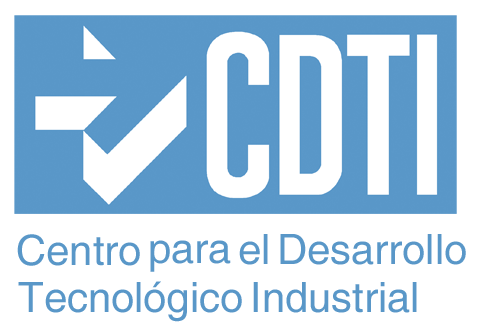 CDTI
Centro para el Desarrollo
Tecnológico Industrial